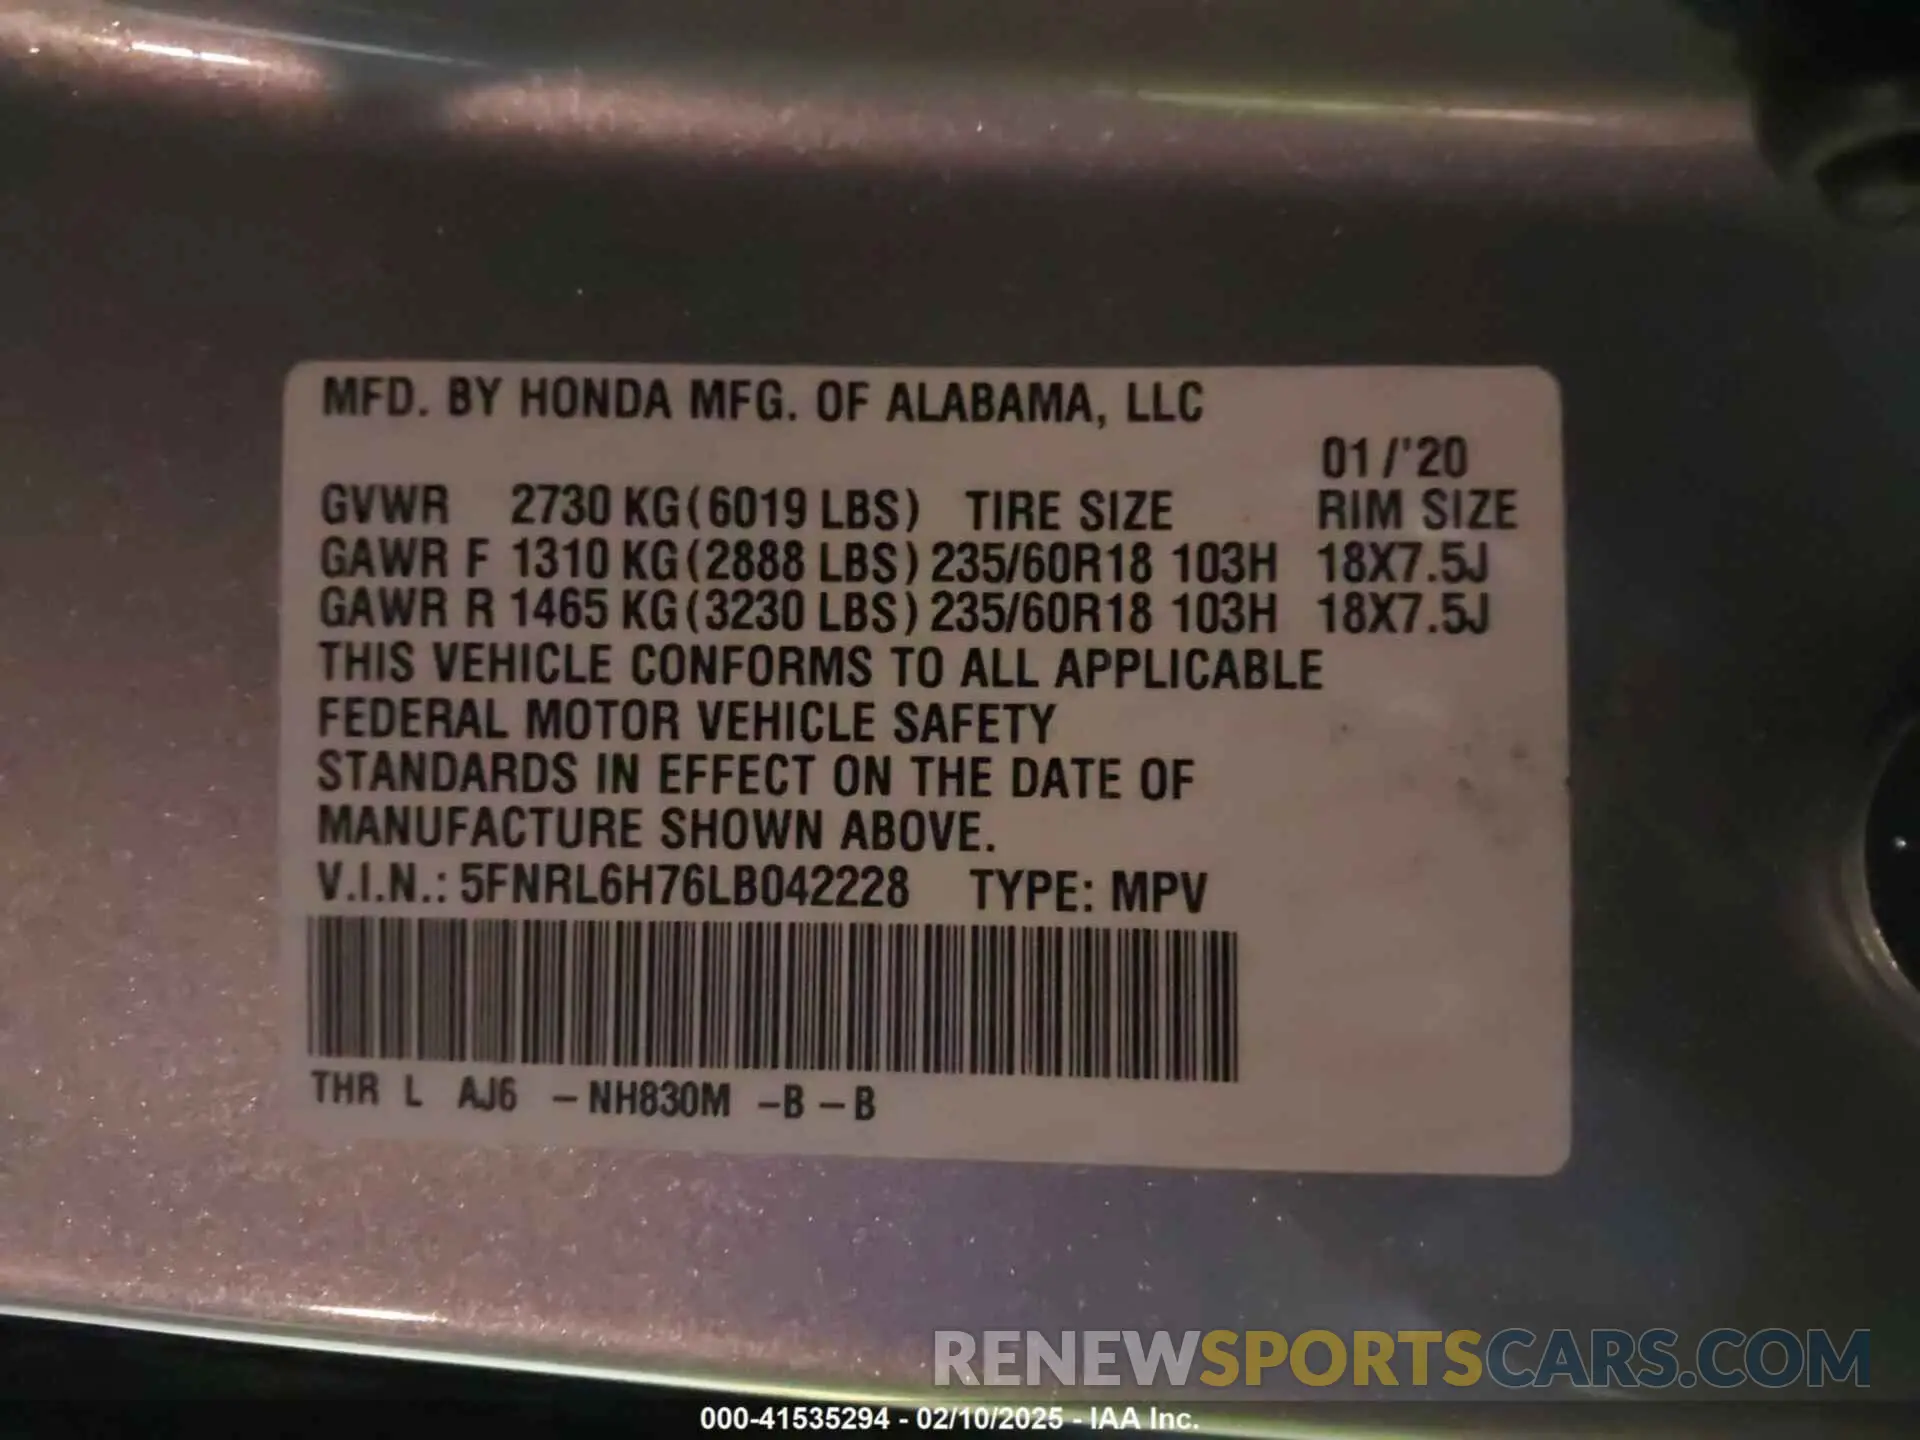 MFD. BY HONDA MFG. OF ALABAMA, LLC
01/'20
GVWR 2730 KG(6019 LBS) TIRE SIZE RIM SIZE
GAWR F 1310 KG(2888 LBS) 235/60R18 103H 18X7.5J
GAWR R 1465 KG(3230 LBS) 235/60R18 103H 18X7.5J
THIS VEHICLE CONFORMS TO ALL APPLICABLE
FEDERAL MOTOR VEHICLE SAFETY
STANDARDS IN EFFECT ON THE DATE OF
MANUFACTURE SHOWN ABOVE.
V.I.N.: 5FNRL6H76LB042228 TYPE: MPV
THR L AJ6 -NH830M -B-B
RENEWSPORTSCARS.COM
000-41535294 - 02/10/2025 - IAA Inc.